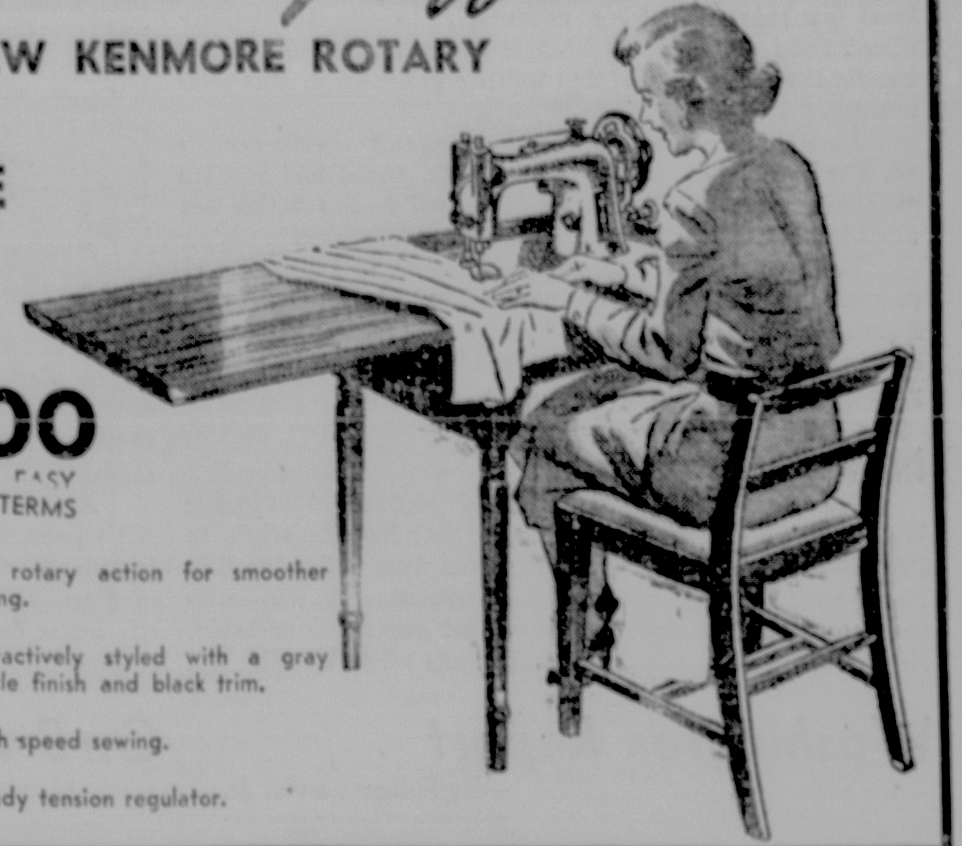 W KENMORE ROTARY
E
00
EASY
TERMS
rotary action for smoother
ng.
actively styled with a gray
le finish and black trim.
h speed sewing.
dy tension regulator.